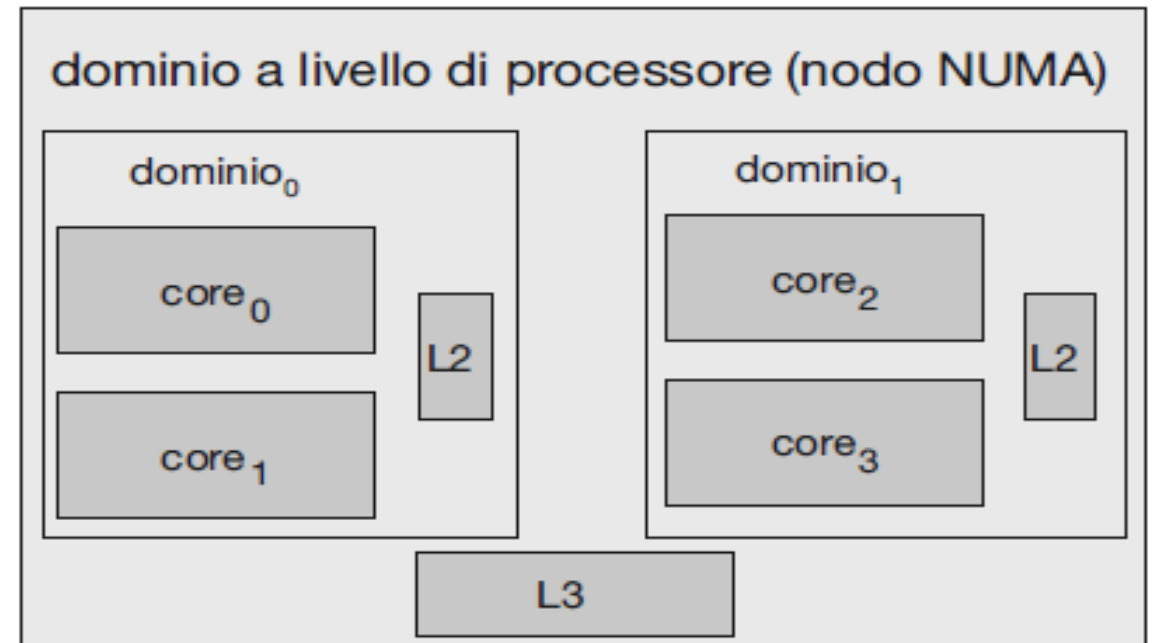 dominio a livello di processore (nodo NUMA)
dominio₀
core₀
core₁
L2
dominio₁
core₂
core₃
L2
L3